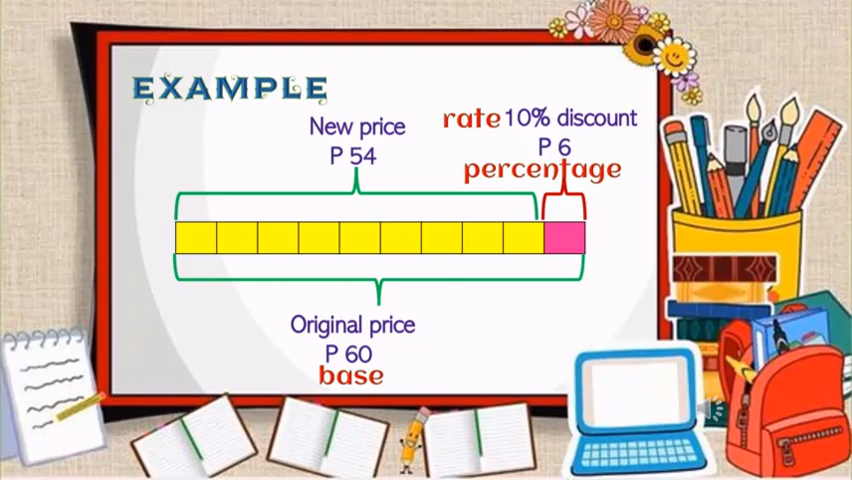 EXAMPLE
New price
P 54
rate 10% discount
P 6
percentage
Original price
P 60
base